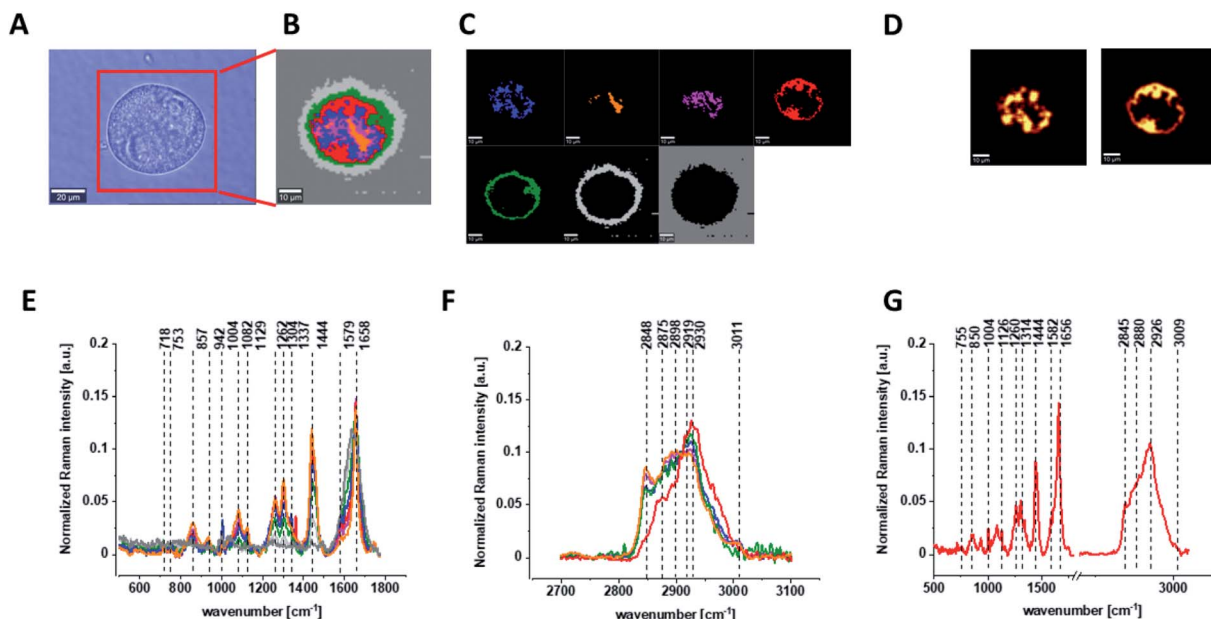 A
B
C
D
20 µm
10 µm
10 µm
10 µm
10 µm
10 µm
10 µm
10 µm
10 µm
10 µm
10 µm
E
F
G
718
753
857
942
1004
1082
1129
1262
1304
1337
1444
1579
1658
2848
2875
2898
2919
2930
3011
755
850
1004
1126
1260
1314
1444
1582
1656
2845
2880
2926
3009
Normalized Raman intensity [a.u.]
0.2
0.15
0.1
0.05
0
600
800
1000
1200
1400
1600
1800
wavenumber [cm⁻¹]
Normalized Raman intensity [a.u.]
0.2
0.15
0.1
0.05
0
2700
2800
2900
3000
3100
wavenumber [cm⁻¹]
Normalized Raman intensity [a.u.]
0.2
0.15
0.1
0.05
0
500
1000
1500
3000
wavenumber [cm⁻¹]